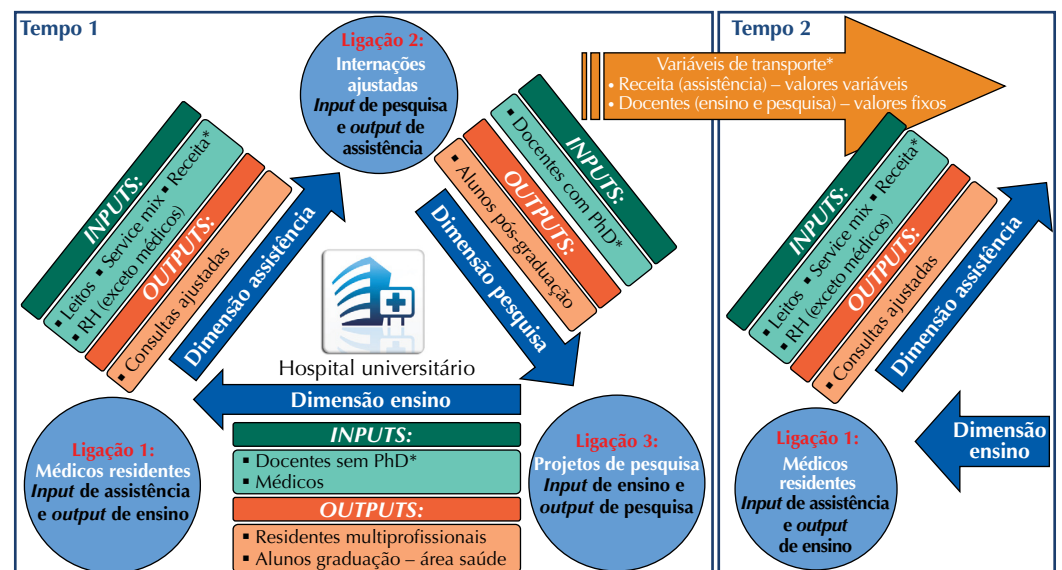 Tempo 1
Ligação 2:
Internações
ajustadas
Input de pesquisa
e output de
assistência
INPUTS:
▪ Leitos ▪ Service mix ▪ Receita*
▪ RH (exceto médicos)
OUTPUTS:
▪ Consultas ajustadas
Dimensão assistência
INPUTS:
▪ Docentes com PhD*
OUTPUTS:
▪ Alunos pós-graduação
Dimensão pesquisa
Hospital universitário
Dimensão ensino
INPUTS:
▪ Docentes sem PhD*
▪ Médicos
OUTPUTS:
▪ Residentes multiprofissionais
▪ Alunos graduação – área saúde
Ligação 1:
Médicos residentes
Input de assistência
e output de ensino
Ligação 3:
Projetos de pesquisa
Input de ensino e
output de pesquisa
Variáveis de transporte*
• Receita (assistência) – valores variáveis
• Docentes (ensino e pesquisa) – valores fixos
Tempo 2
INPUTS:
▪ Leitos ▪ Service mix ▪ Receita*
▪ RH (exceto médicos)
OUTPUTS:
▪ Consultas ajustadas
Dimensão assistência
Dimensão
ensino
Ligação 1:
Médicos
residentes
Input de assistência
e output
de ensino